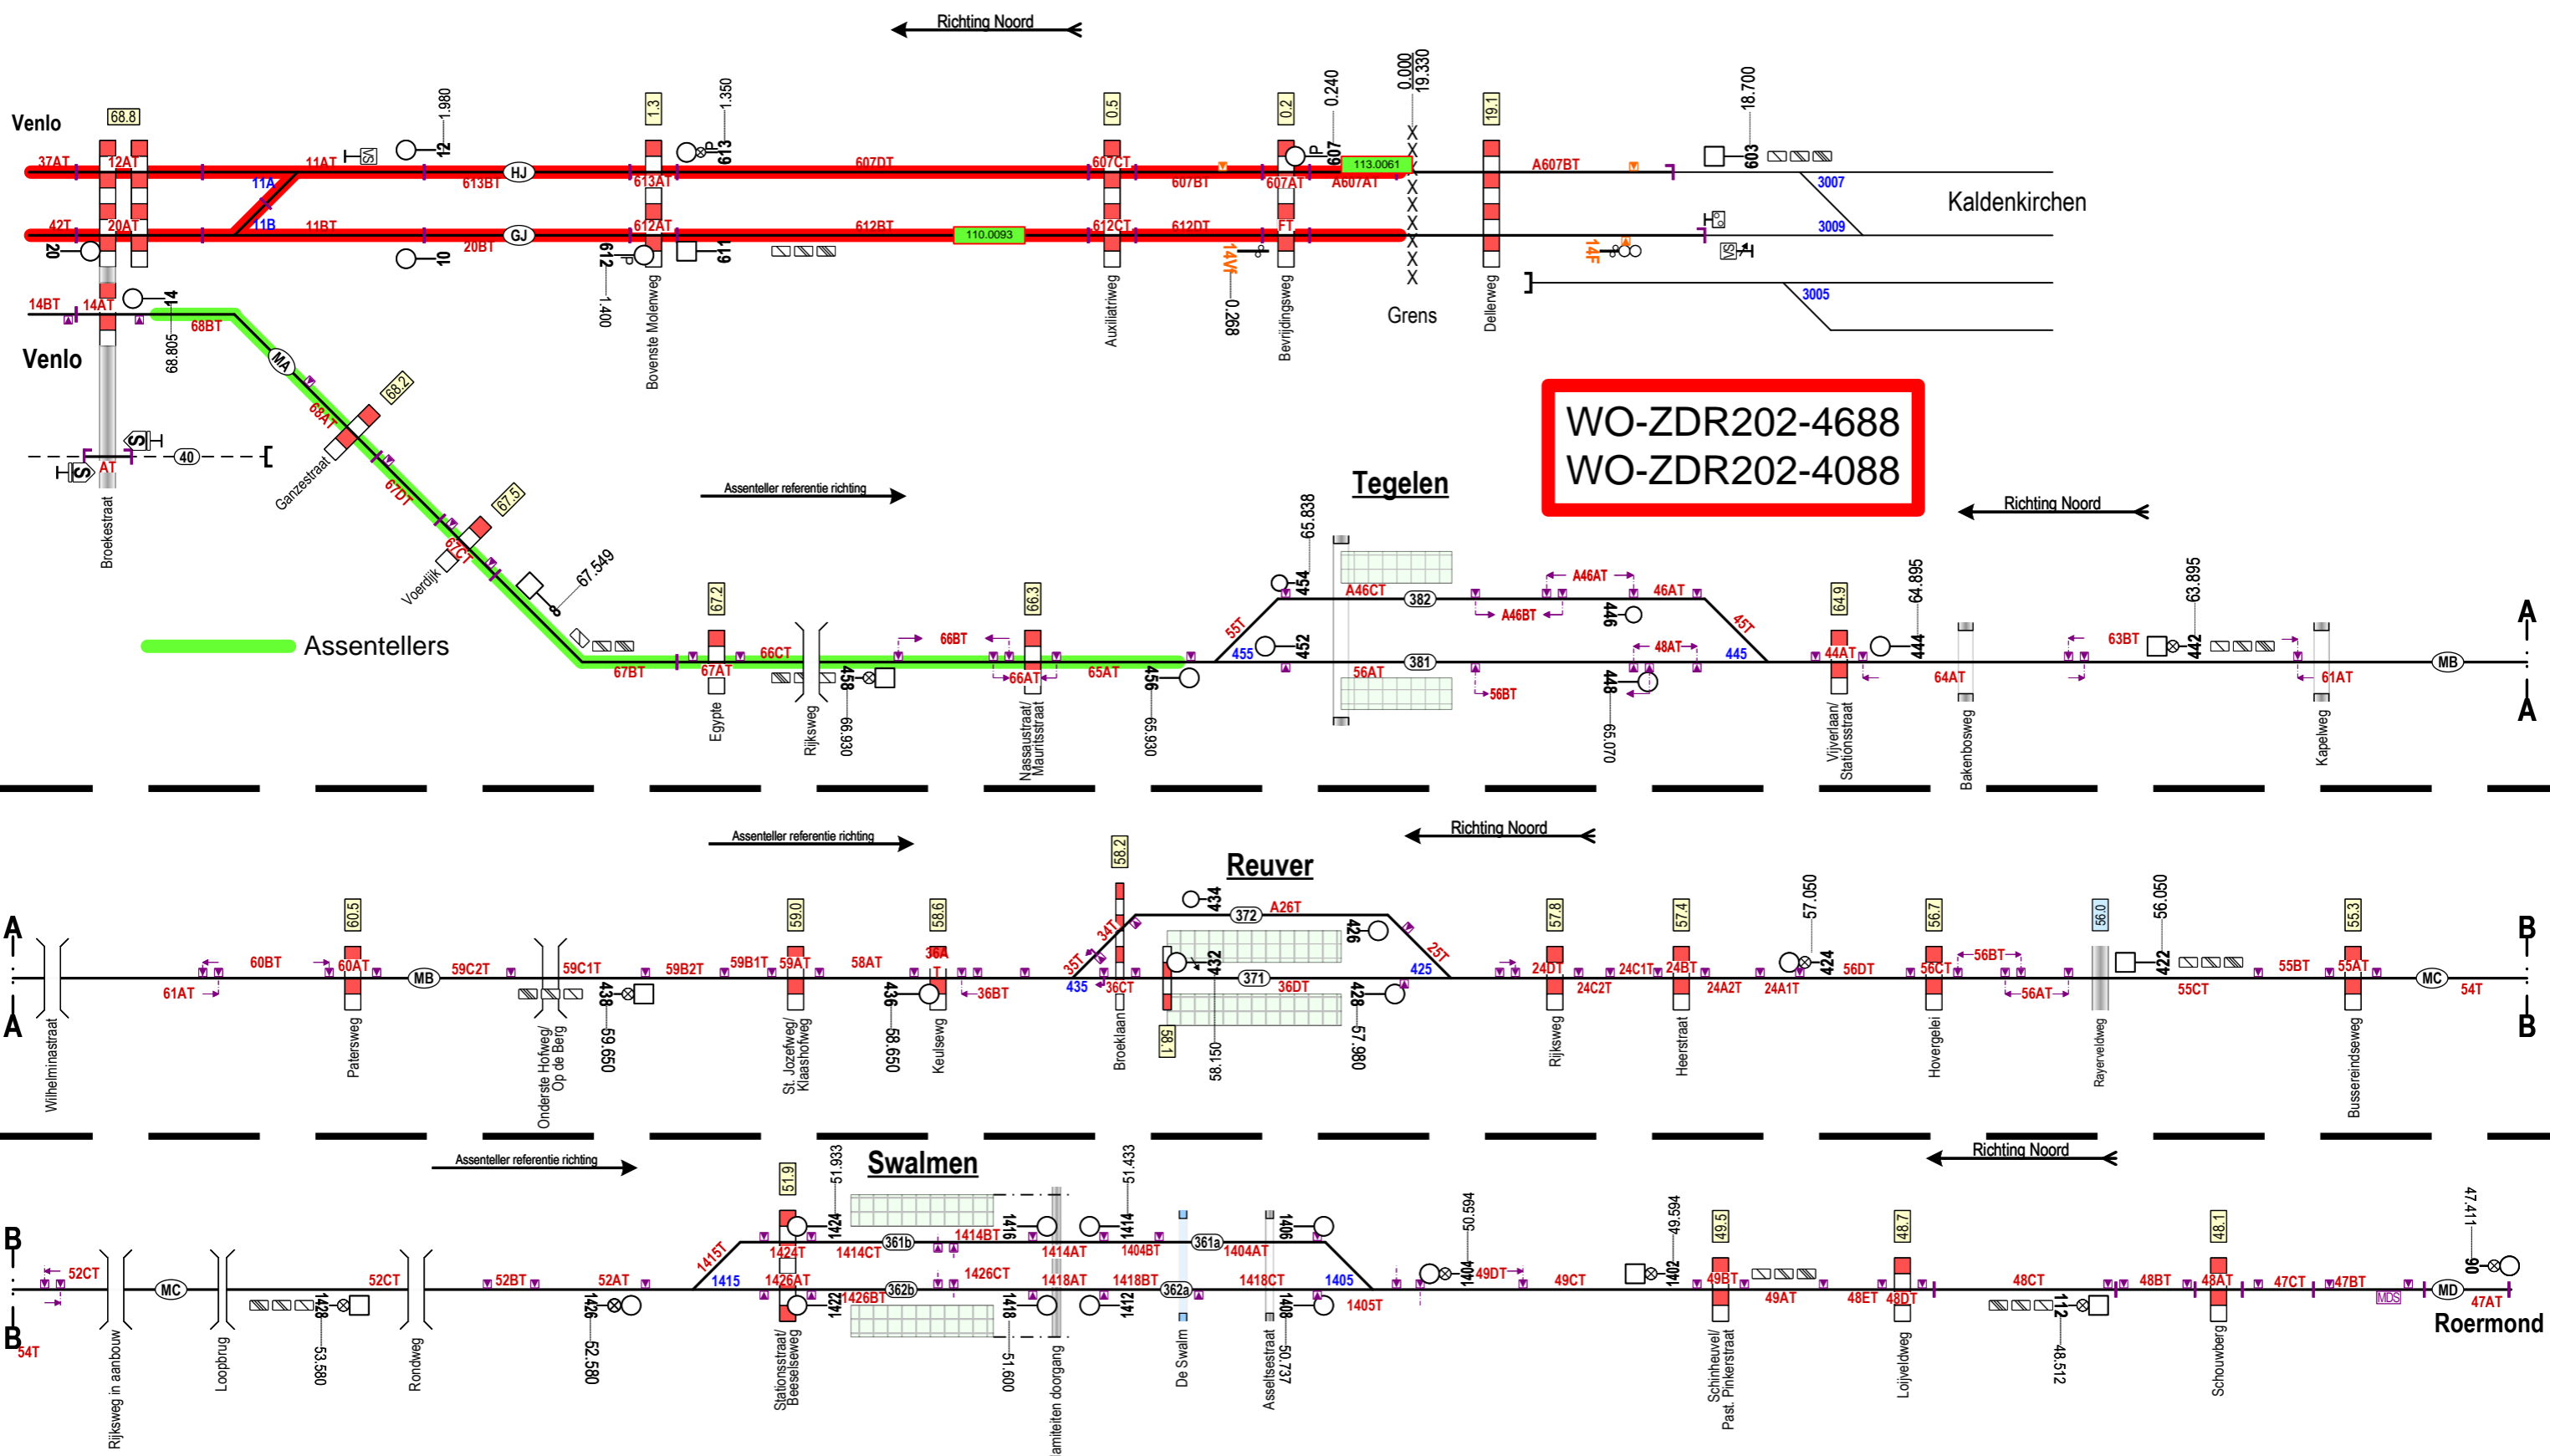 Richting Noord
Venlo
68.8
1.980
1.3
1.350
0.5
0.2
0.240
0.000
19.330
19.1
18.700
12
613
P
607
P
603
VS
37AT
12AT
11AT
HJ
613BT
613AT
607DT
607CT
607BT
607AT
113.0061
A607AT
A607BT
3007
Kaldenkirchen
11A
11B
42T
20AT
11BT
GJ
20BT
612AT
612BT
110.0093
612CT
612DT
FT
3009
20
10
612
P
611
14Vf
14F
VS
1.400
0.268
Grens
3005
Bovenste Molenweg
Auxiliatrixweg
Bevrijdingsweg
Dellerweg
14BT
14AT
14
68BT
68.805
Venlo
MA
68.2
68AT
Ganzestraat
S
S
AT
40
Broekestraat
67DT
67.5
67CT
Voerdijk
67.549
8
WO-ZDR202-4688
WO-ZDR202-4088
Assenteller referentie richting
Tegelen
Richting Noord
Assentellers
67.2
66.3
65.838
454
A46CT
382
A46AT
A46BT
46AT
446
45T
64.9
64.895
63.895
A
67BT
67AT
66CT
66BT
66AT
65AT
55T
455
452
56AT
381
56BT
48AT
445
44AT
444
64AT
63BT
442
61AT
MB
458
456
448
66.930
65.930
65.070
Egypte
Rijksweg
Nassaustraat/
Mauritsstraat
Vijverlaan/
Stationsstraat
Bakenbosweg
Kapelweg
A
Assenteller referentie richting
58.2
Reuver
Richting Noord
A
60.5
59.0
58.6
434
372
A26T
426
57.8
57.4
57.050
56.7
56.0
56.050
55.3
B
60BT
61AT
60AT
MB
59C2T
59C1T
59B2T
59B1T
59AT
58AT
36A
T
36BT
35T
34T
435
36CT
432
371
36DT
25T
425
24DT
24C2T
24C1T
24BT
24A2T
24A1T
424
56DT
56CT
56BT
56AT
422
55CT
55BT
55AT
MC
54T
438
436
428
58.1
59.650
58.650
58.150
57.980
Wilhelminastraat
Patersweg
Onderste Hofweg/
Op de Berg
St. Jozefweg/
Klaashofweg
Keulseweg
Broeklaan
Rijksweg
Heerstraat
Hovergelei
Rayerveldweg
Bussereindseweg
A
B
Assenteller referentie richting
51.9
51.933
Swalmen
51.433
Richting Noord
B
1424
1416
1414
1406
50.594
49.594
49.5
48.7
48.1
47.411
1415T
1424T
1414CT
361b
1414BT
1414AT
1404BT
361a
1404AT
52CT
MC
52CT
52BT
52AT
1415
1426AT
1426BT
362b
1426CT
1418AT
1418BT
362a
1418CT
1405
1405T
1404
49DT
49CT
1402
49BT
49AT
48ET
48DT
48CT
48BT
48AT
47CT
47BT
MDS
MD
47AT
90
1428
1426
1422
1418
1412
1408
112
54T
53.580
52.580
51.600
50.737
48.512
Roermond
Rijksweg in aanbouw
Loopbrug
Rondweg
Stationsstraat/
Beeselseweg
amiteiten doorgang
De Swalm
Asseltsestraat
Schinheuvel/
Past. Pinkerstraat
Loijveldweg
Schouwberg
B